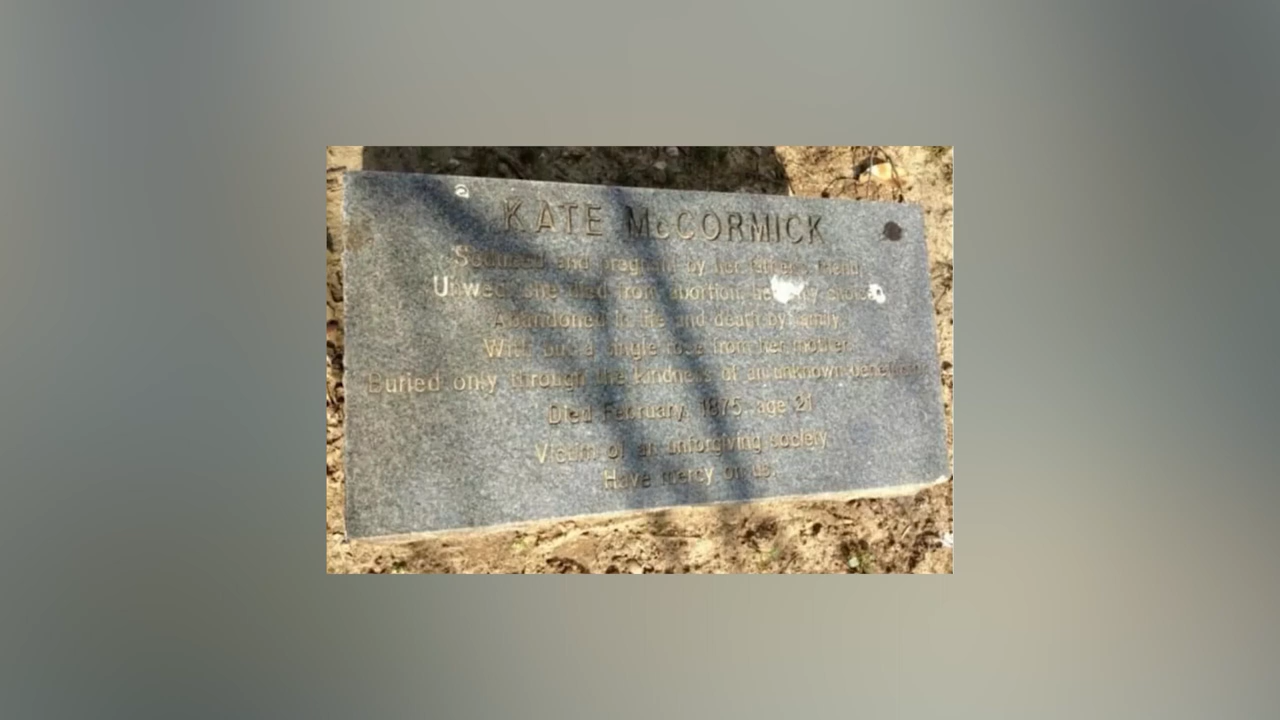 KATE McCORMICK
Seduced and pregnant by her father's friend,
Unwed, she died from abortion, her only
Abandoned in life and death by family.
With but a single rose from her mother.
Buried only through the kindness of an unknown benefactor.
Died February, 1875, age 21
Victim of an unforgiving society
Have mercy on us.